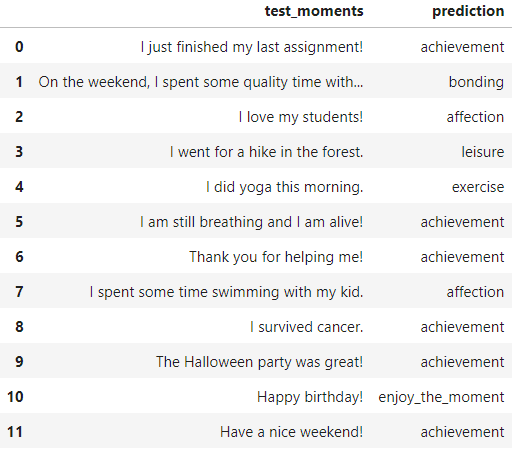 test_moments prediction
0 I just finished my last assignment! achievement
1 On the weekend, I spent some quality time with... bonding
2 I love my students! affection
3 I went for a hike in the forest. leisure
4 I did yoga this morning. exercise
5 I am still breathing and I am alive! achievement
6 Thank you for helping me! achievement
7 I spent some time swimming with my kid. affection
8 I survived cancer. achievement
9 The Halloween party was great! achievement
10 Happy birthday! enjoy_the_moment
11 Have a nice weekend! achievement